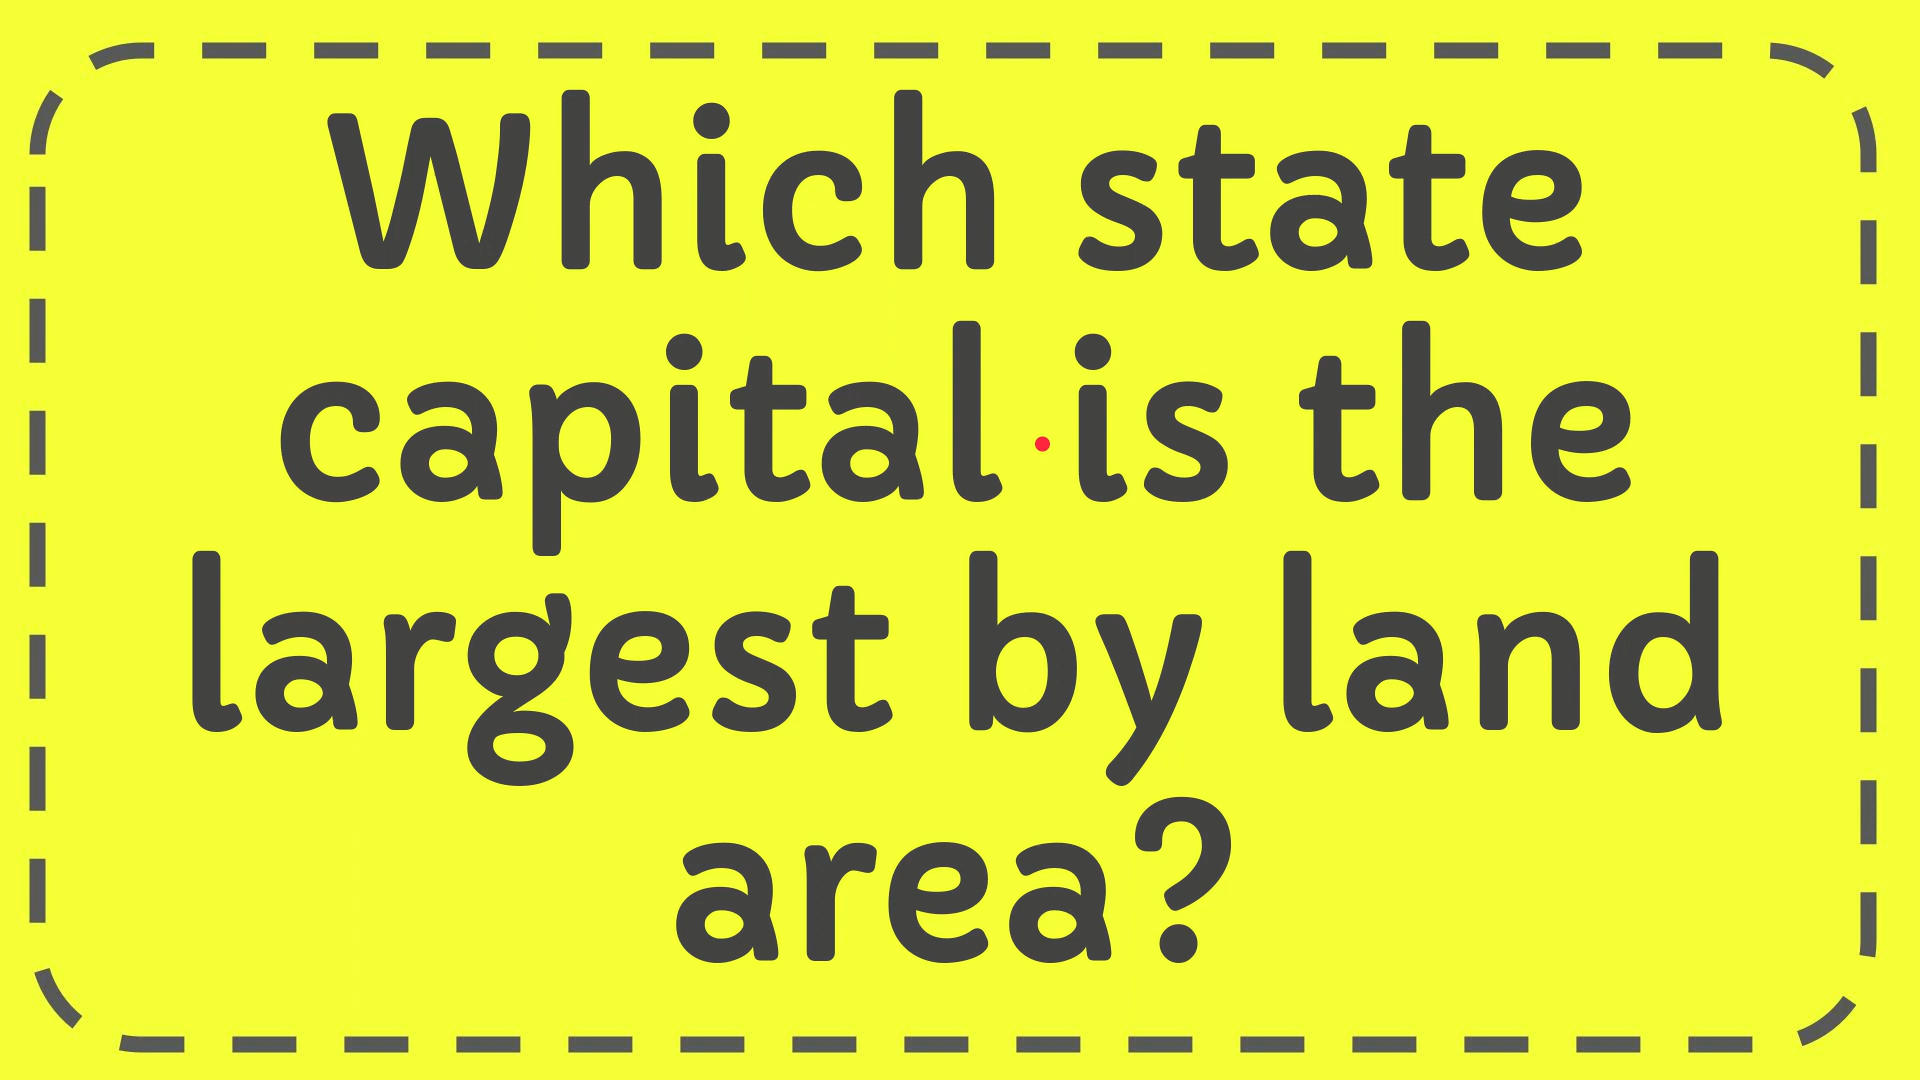 Which state
capital is the
largest by land
area?